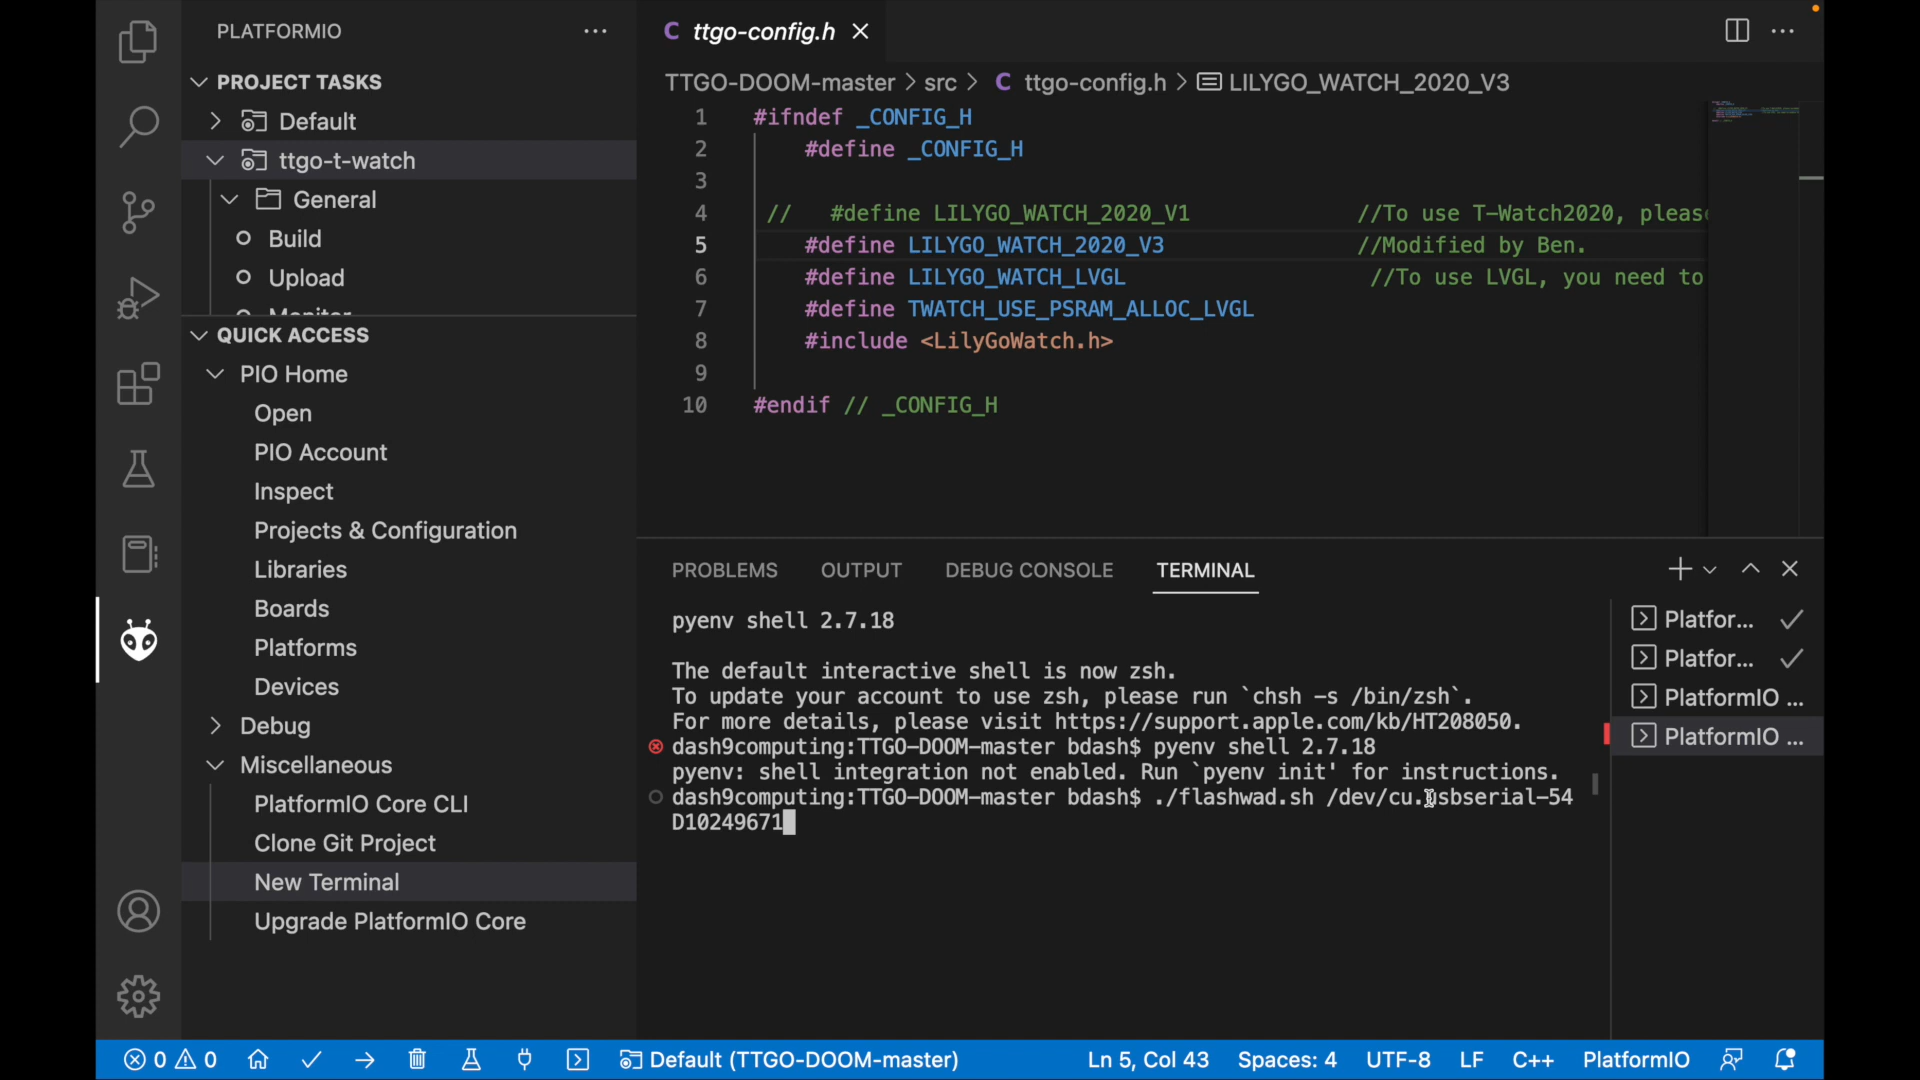 PLATFORMIO
PROJECT TASKS
Default
ttgo-t-watch
General
Build
Upload
Monitor
QUICK ACCESS
PIO Home
Open
PIO Account
Inspect
Projects & Configuration
Libraries
Boards
Platforms
Devices
Debug
Miscellaneous
PlatformIO Core CLI
Clone Git Project
New Terminal
Upgrade PlatformIO Core
C ttgo-config.h
TTGO-DOOM-master > src > C ttgo-config.h > LILYGO_WATCH_2020_V3
1 #ifndef _CONFIG_H
2 #define _CONFIG_H
3
4 // #define LILYGO_WATCH_2020_V1 //To use T-Watch2020, pleas
5 #define LILYGO_WATCH_2020_V3 //Modified by Ben.
6 #define LILYGO_WATCH_LVGL //To use LVGL, you need to
7 #define TWATCH_USE_PSRAM_ALLOC_LVGL
8 #include <LilyGoWatch.h>
9
10 #endif // _CONFIG_H
PROBLEMS OUTPUT DEBUG CONSOLE TERMINAL
pyenv shell 2.7.18
The default interactive shell is now zsh.
To update your account to use zsh, please run `chsh -s /bin/zsh`.
For more details, please visit https://support.apple.com/kb/HT208050.
dash9computing:TTGO-DOOM-master bdash$ pyenv shell 2.7.18
pyenv: shell integration not enabled. Run `pyenv init' for instructions.
dash9computing:TTGO-DOOM-master bdash$ ./flashwad.sh /dev/cu.usbserial-54
D10249671
Platfor...
Platfor...
PlatformIO ...
PlatformIO ...
0 0 Default (TTGO-DOOM-master) Ln 5, Col 43 Spaces: 4 UTF-8 LF C++ PlatformIO